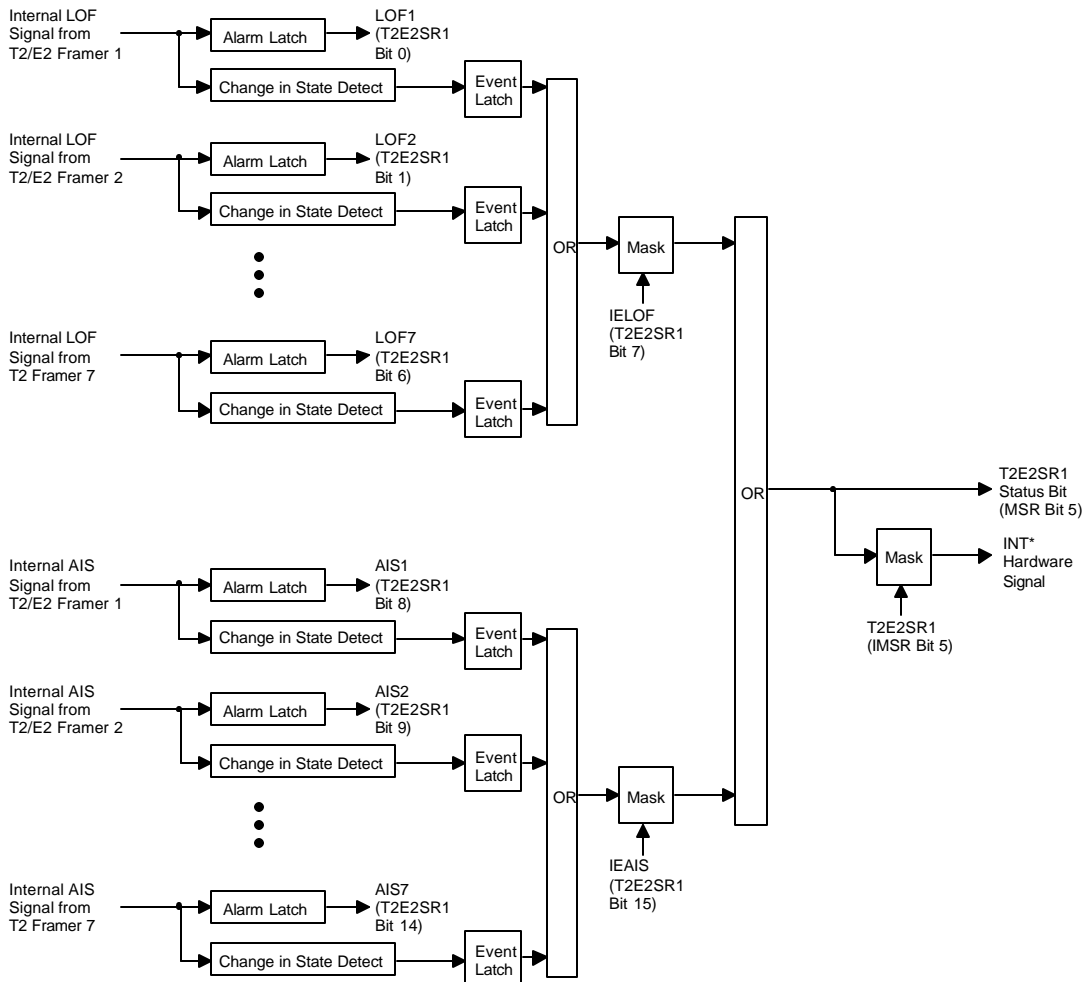 Internal LOF
Signal from
T2/E2 Framer 1
Alarm Latch
LOF1
(T2E2SR1
Bit 0)
Change in State Detect
Event
Latch
Internal LOF
Signal from
T2/E2 Framer 2
Alarm Latch
LOF2
(T2E2SR1
Bit 1)
Change in State Detect
Event
Latch
OR
Mask
IELOF
(T2E2SR1
Bit 7)
Internal LOF
Signal from
T2 Framer 7
Alarm Latch
LOF7
(T2E2SR1
Bit 6)
Change in State Detect
Event
Latch
OR
T2E2SR1
Status Bit
(MSR Bit 5)
Mask
INT*
Hardware
Signal
T2E2SR1
(IMSR Bit 5)
Internal AIS
Signal from
T2/E2 Framer 1
Alarm Latch
AIS1
(T2E2SR1
Bit 8)
Change in State Detect
Event
Latch
Internal AIS
Signal from
T2/E2 Framer 2
Alarm Latch
AIS2
(T2E2SR1
Bit 9)
Change in State Detect
Event
Latch
OR
Mask
IEAIS
(T2E2SR1
Bit 15)
Internal AIS
Signal from
T2 Framer 7
Alarm Latch
AIS7
(T2E2SR1
Bit 14)
Change in State Detect
Event
Latch